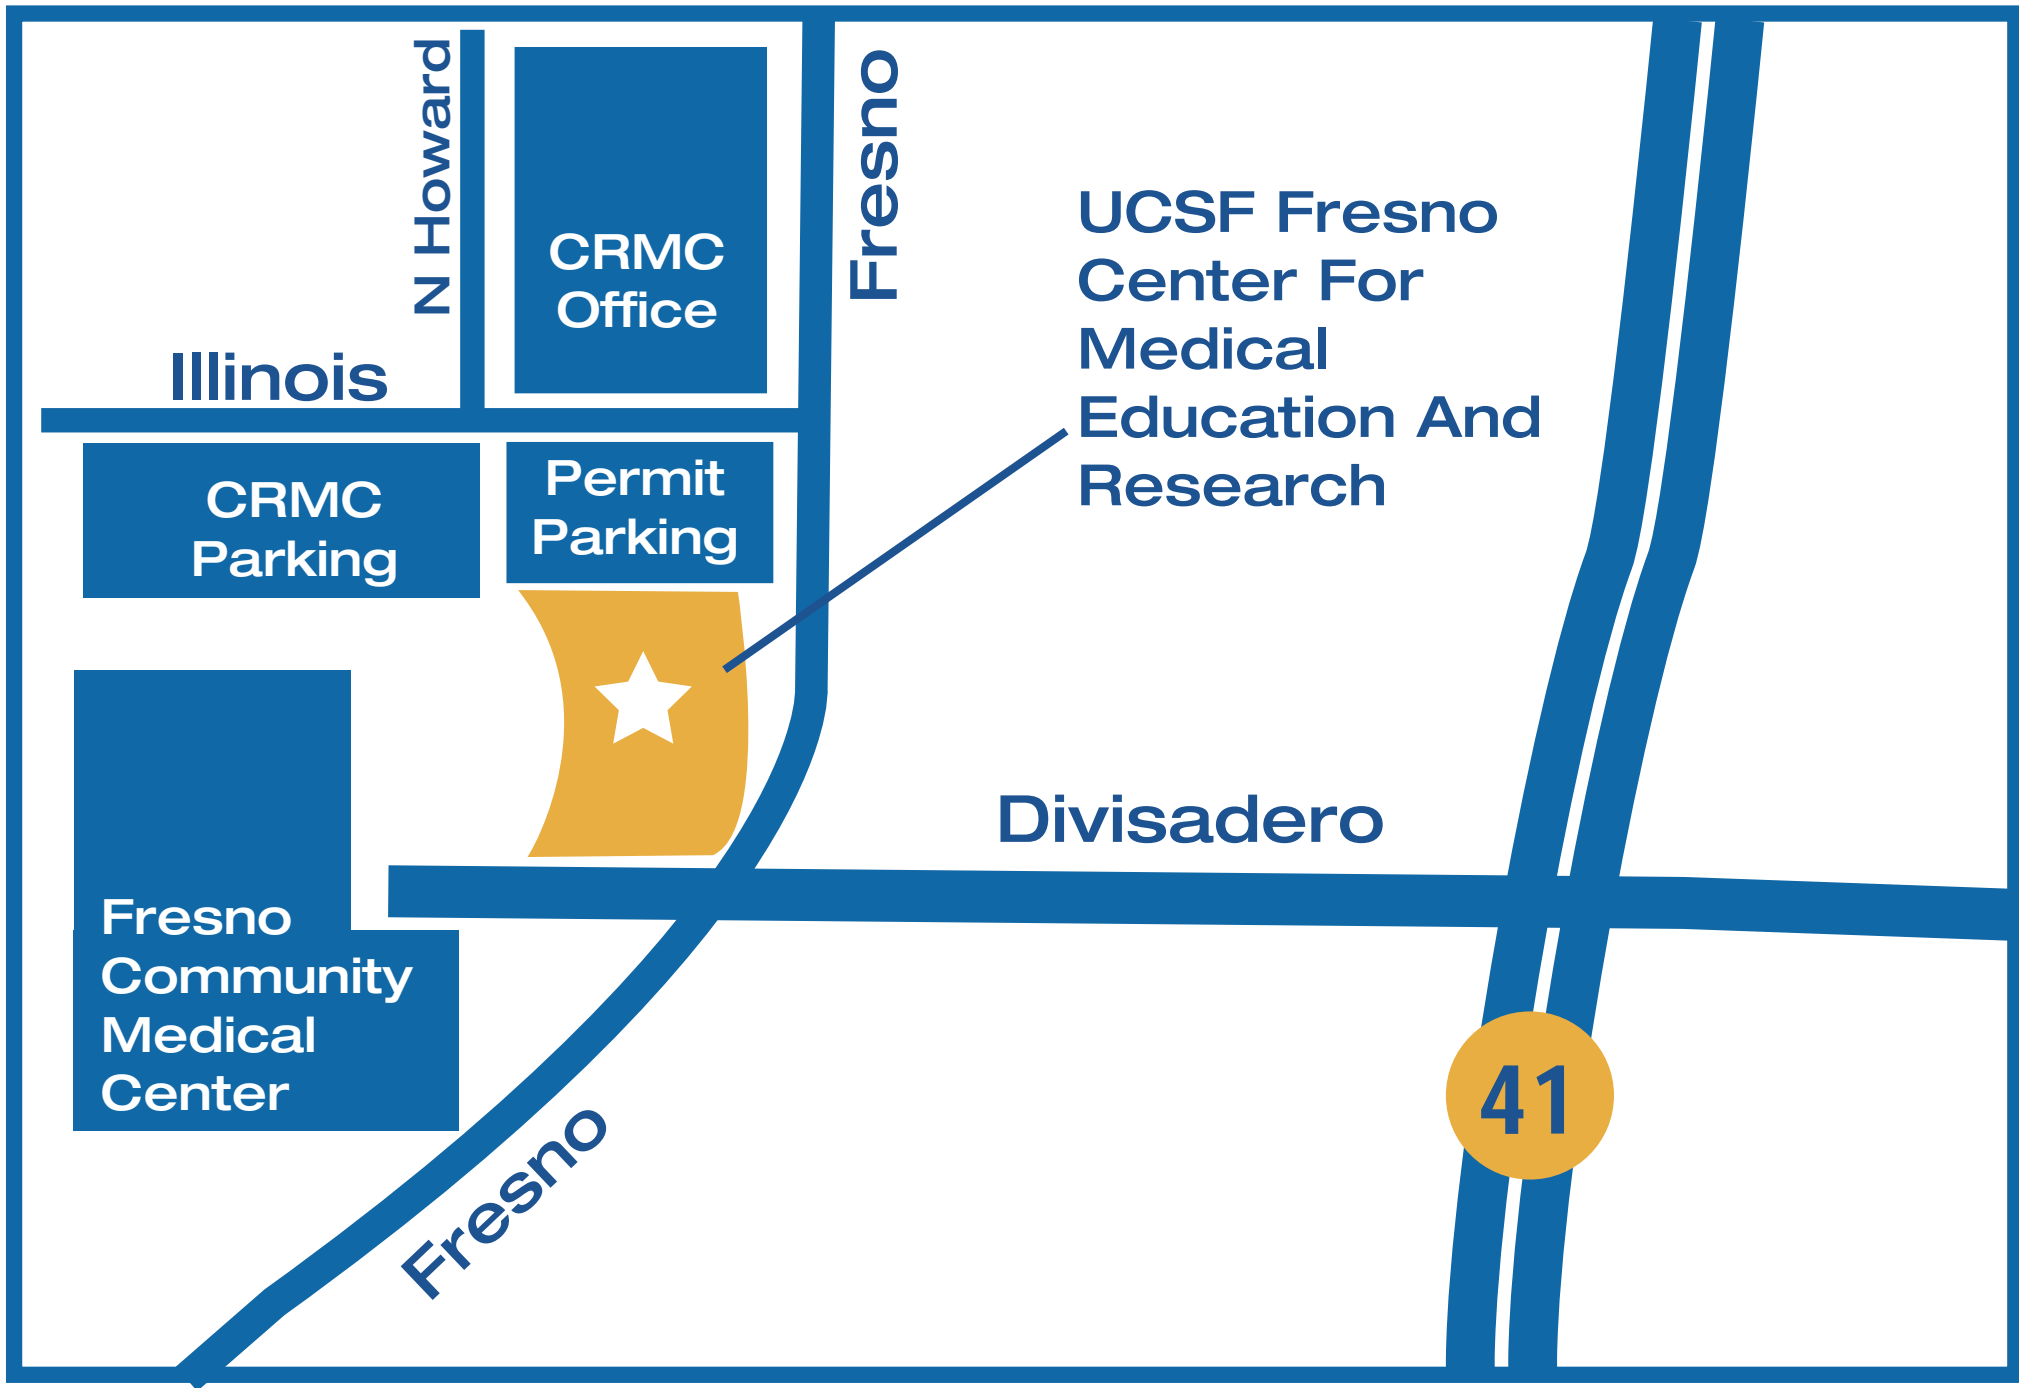 N Howard
CRMC
Office
Fresno
UCSF Fresno
Center For
Medical
Education And
Research
Illinois
CRMC
Parking
Permit
Parking
Divisadero
Fresno
Community
Medical
Center
Fresno
41